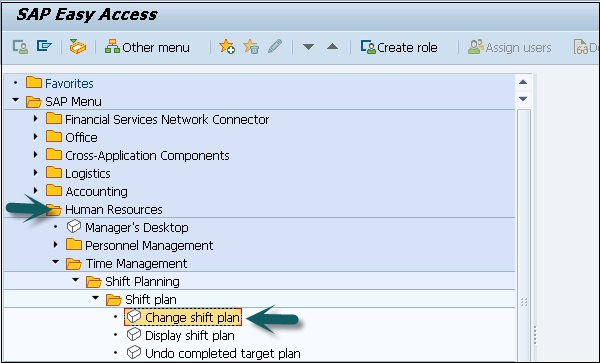 SAP Easy Access
Other menu Create role Assign users
Favorites
SAP Menu
Financial Services Network Connector
Office
Cross-Application Components
Logistics
Accounting
Human Resources
Manager's Desktop
Personnel Management
Time Management
Shift Planning
Shift plan
Change shift plan
Display shift plan
Undo completed target plan